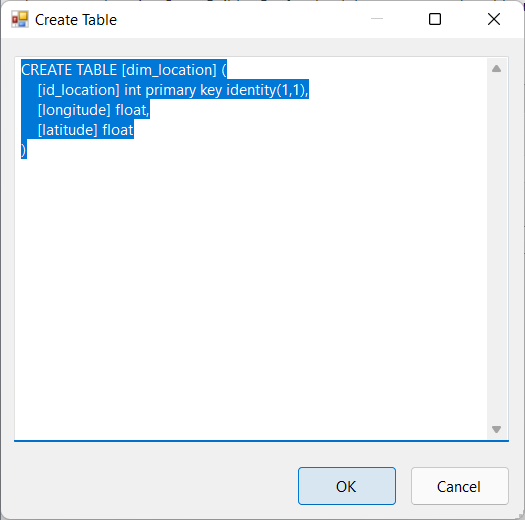 Create Table
CREATE TABLE [dim_location] (
    [id_location] int primary key identity(1,1),
    [longitude] float,
    [latitude] float
)
OK
Cancel